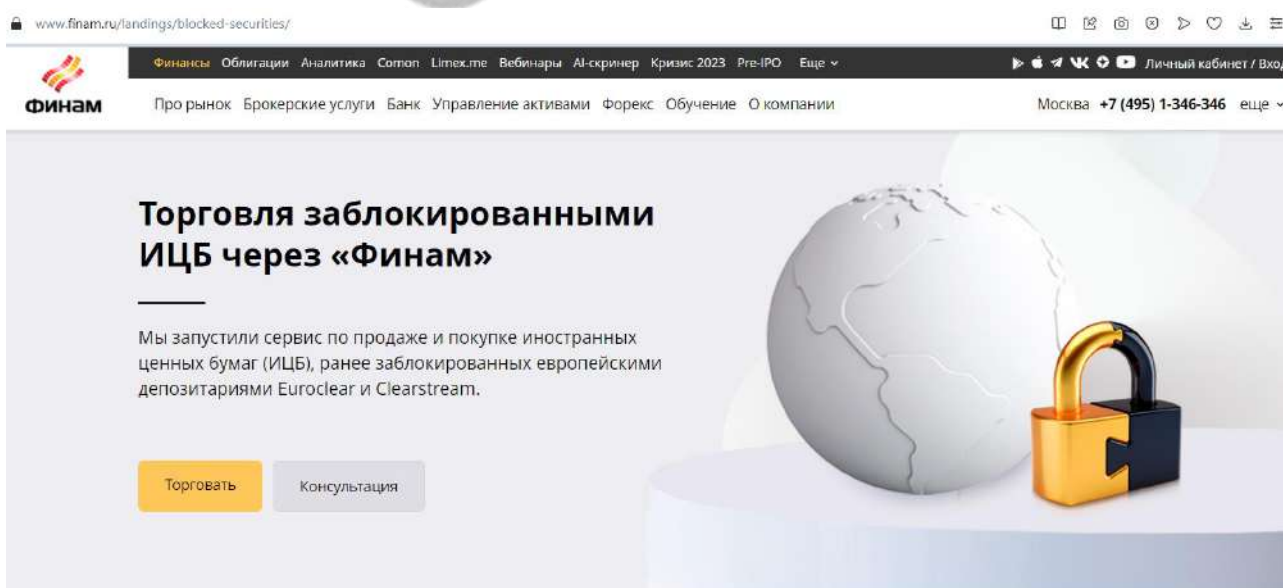 www.finam.ru/landings/blocked-securities/
Финансы Облигации Аналитика Comon Limex.me Вебинары AI-скринер Кризис 2023 Pre-IPO Еще
Личный кабинет / Вход
ФИНАМ
Про рынок Брокерские услуги Банк Управление активами Форекс Обучение О компании
Москва +7 (495) 1-346-346 еще
Торговля заблокированными
ИЦБ через «Финам»
Мы запустили сервис по продаже и покупке иностранных
ценных бумаг (ИЦБ), ранее заблокированных европейскими
депозитариями Euroclear и Clearstream.
Торговать
Консультация